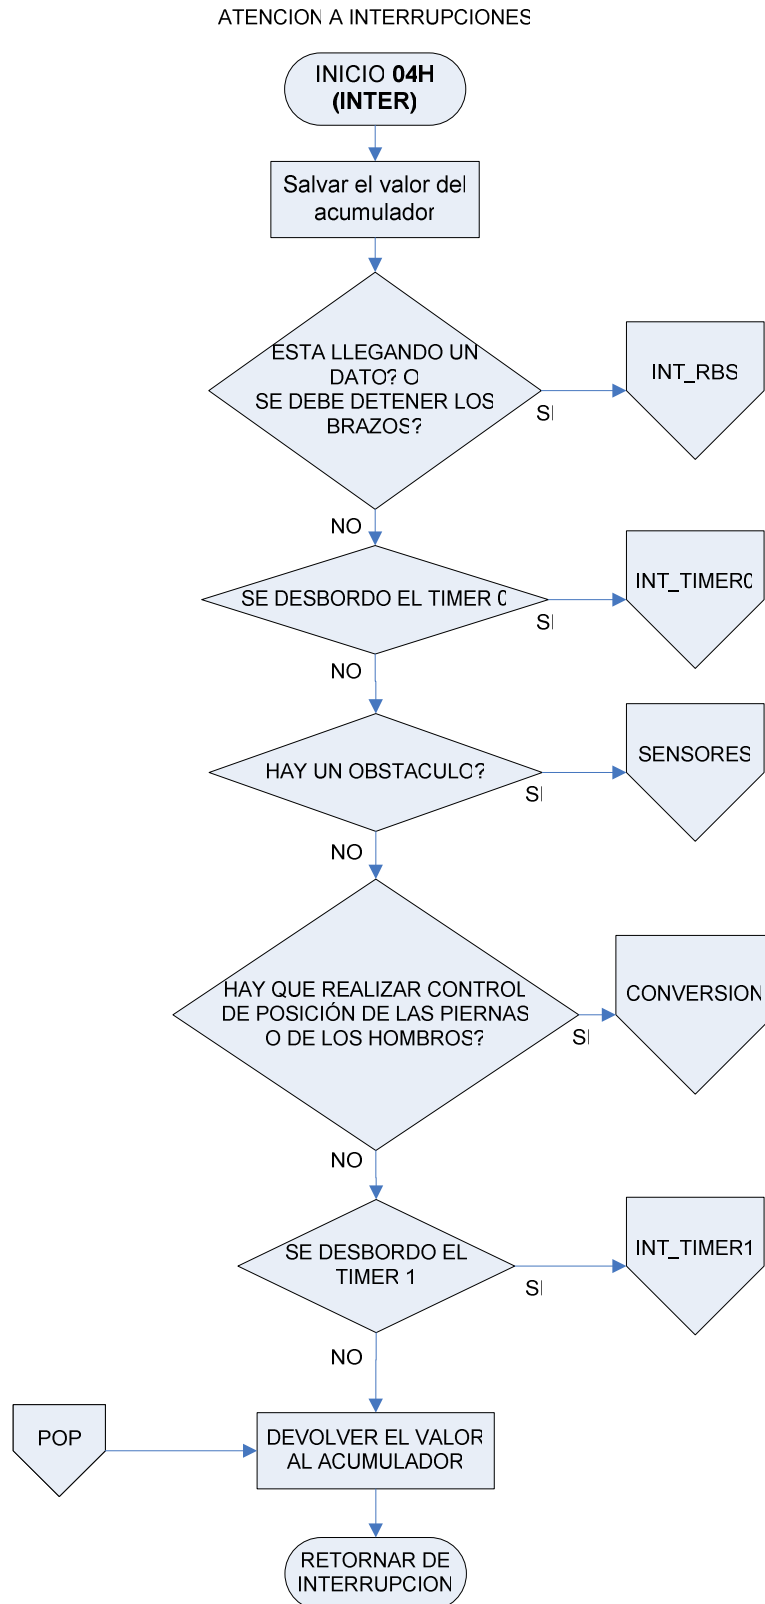 ATENCION A INTERRUPCIONES
INICIO 04H
(INTER)
Salvar el valor del
acumulador
ESTA LLEGANDO UN
DATO? O
SE DEBE DETENER LOS
BRAZOS?
SI
INT_RBS
NO
SE DESBORDO EL TIMER 0
SI
INT_TIMER0
NO
HAY UN OBSTACULO?
SI
SENSORES
NO
HAY QUE REALIZAR CONTROL
DE POSICIÓN DE LAS PIERNAS
O DE LOS HOMBROS?
SI
CONVERSION
NO
SE DESBORDO EL
TIMER 1
SI
INT_TIMER1
NO
POP
DEVOLVER EL VALOR
AL ACUMULADOR
RETORNAR DE
INTERRUPCION